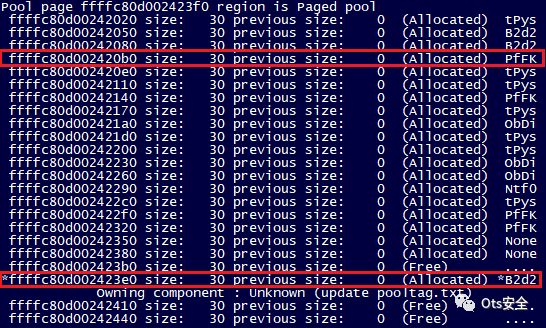 Pool page ffffc80d002423f0 region is Paged pool
ffffc80d00242020 size: 30 previous size: 0 (Allocated) tPys
ffffc80d00242050 size: 30 previous size: 0 (Allocated) B2d2
ffffc80d00242080 size: 30 previous size: 0 (Allocated) B2d2
ffffc80d002420b0 size: 30 previous size: 0 (Allocated) PfFK
ffffc80d002420e0 size: 30 previous size: 0 (Allocated) tPys
ffffc80d00242110 size: 30 previous size: 0 (Allocated) tPys
ffffc80d00242140 size: 30 previous size: 0 (Allocated) PfFK
ffffc80d00242170 size: 30 previous size: 0 (Allocated) tPys
ffffc80d002421a0 size: 30 previous size: 0 (Allocated) ObDi
ffffc80d002421d0 size: 30 previous size: 0 (Allocated) tPys
ffffc80d00242200 size: 30 previous size: 0 (Allocated) tPys
ffffc80d00242230 size: 30 previous size: 0 (Allocated) ObDi
ffffc80d00242260 size: 30 previous size: 0 (Allocated) ObDi
ffffc80d00242290 size: 30 previous size: 0 (Allocated) Ntf0
ffffc80d002422c0 size: 30 previous size: 0 (Allocated) tPys
ffffc80d002422f0 size: 30 previous size: 0 (Allocated) PfFK
ffffc80d00242320 size: 30 previous size: 0 (Allocated) PfFK
ffffc80d00242350 size: 30 previous size: 0 (Allocated) None
ffffc80d00242380 size: 30 previous size: 0 (Allocated) None
ffffc80d002423b0 size: 30 previous size: 0 (Free) ....
*ffffc80d002423e0 size: 30 previous size: 0 (Allocated) *B2d2
Owning component : Unknown (update pooltag.txt)
ffffc80d00242410 size: 30 previous size: 0 (Free) ....
ffffc80d00242440 size: 30 previous size: 0 (Free) ....
Ots安全